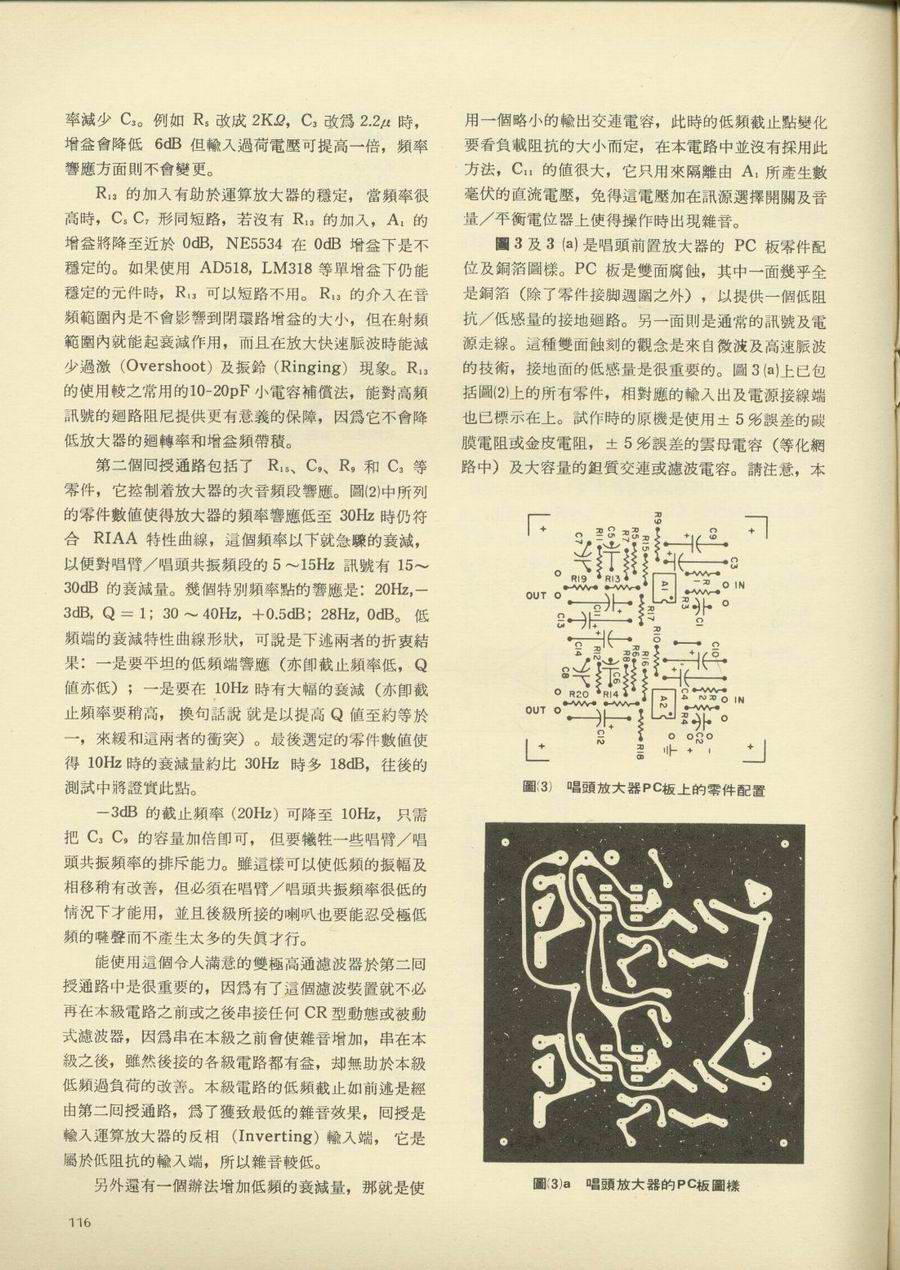 率減少 C₃。例如 R₅ 改成 2KΩ, C₃ 改爲 2.2μ 時,
增益會降低 6dB 但輸入過荷電壓可提高一倍，頻率
響應方面則不會變更。
R₁₃ 的加入有助於運算放大器的穩定， 當頻率很
高時，C₅ C₇ 形同短路，若沒有 R₁₃ 的加入，A₁ 的
增益將降至近於 0dB, NE5534 在 0dB 增益下是不
穩定的。如果使用 AD518, LM318 等單增益下仍能
穩定的元件時，R₁₃ 可以短路不用。R₁₃ 的介入在音
頻範圍內是不會影響到閉環路增益的大小，但在射頻
範圍內就能起衰減作用，而且在放大快速脈波時能減
少過激（Overshoot）及振鈴（Ringing）現象。R₁₃
的使用較之常用的10-20pF 小電容補償法，能對高頻
訊號的廻路阻尼提供更有意義的保障，因爲它不會降
低放大器的廻轉率和增益頻帶積。
第二個囘授通路包括了 R₁₅、C₉、R₉ 和 C₃ 等
零件，它控制着放大器的次音頻段響應。圖(2)中所列
的零件數值使得放大器的頻率響應低至 30Hz 時仍符
合 RIAA 特性曲線，這個頻率以下就急驟的衰減，
以便對唱臂／唱頭共振頻段的 5 ～15Hz 訊號有 15～
30dB 的衰減量。幾個特別頻率點的響應是：20Hz,－
3dB, Q = 1；30 ～ 40Hz, +0.5dB；28Hz, 0dB。低
頻端的衰減特性曲線形狀，可說是下述兩者的折衷結
果：一是要平坦的低頻端響應（亦卽截止頻率低，Q
値亦低）；一是要在 10Hz 時有大幅的衰減（亦卽截
止頻率要稍高， 換句話說 就是以提高 Q 値至約等於
一，來緩和這兩者的衝突）。最後選定的零件數値使
得 10Hz 時的衰減量約比 30Hz 時多 18dB，往後的
測試中將證實此點。
－3dB 的截止頻率 (20Hz) 可降至 10Hz， 只需
把 C₃ C₉ 的容量加倍卽可， 但要犧牲一些唱臂／唱
頭共振頻率的排斥能力。雖這樣可以使低頻的振幅及
相移稍有改善，但必須在唱臂／唱頭共振頻率很低的
情況下才能用，並且後級所接的喇叭也要能忍受極低
頻的嗡聲而不產生太多的失眞才行。
能使用這個令人滿意的雙極高通濾波器於第二囘
授通路中是很重要的，因爲有了這個濾波裝置就不必
再在本級電路之前或之後串接任何 CR 型動態或被動
式濾波器，因爲串在本級之前會使雜音增加，串在本
級之後，雖然後接的各級電路都有益，却無助於本級
低頻過負荷的改善。本級電路的低頻截止如前述是經
由第二囘授通路，爲了獲致最低的雜音效果，囘授是
輸入運算放大器的反相 （Inverting）輸入端， 它是
屬於低阻抗的輸入端，所以雜音較低。
另外還有一個辦法增加低頻的衰減量，那就是使
116
用一個略小的輸出交連電容，此時的低頻截止點變化
要看負載阻抗的大小而定，在本電路中並沒有採用此
方法，C₁₁ 的值很大，它只用來隔離由 A₁ 所產生數
毫伏的直流電壓，免得這電壓加在訊源選擇開關及音
量／平衡電位器上使得操作時出現雜音。
圖 3 及 3 (a) 是唱頭前置放大器的 PC 板零件配
位及銅箔圖樣。PC 板是雙面腐蝕，其中一面幾乎全
是銅箔（除了零件接脚週圍之外），以提供一個低阻
抗／低感量的接地廻路。另一面則是通常的訊號及電
源走線。這種雙面蝕刻的觀念是來自微波及高速脈波
的技術，接地面的低感量是很重要的。圖 3 (a)上已包
括圖(2)上的所有零件，相對應的輸入出及電源接線端
也已標示在上。試作時的原機是使用± 5 %誤差的碳
膜電阻或金皮電阻，± 5 %誤差的雲母電容（等化網
路中）及大容量的鉭質交連或濾波電容。請注意，本
C7 R11 C5 R7 R5 R15 R9 C9
C3
R19 R13 A1 R1 IN
OUT R3 C1
C13 C11 R17
C14 R12 R8 R6 R16 R10 C10
C8 C6
R20 R14 A2 C4 R2 IN
OUT R4 C2
C12 R18
圖(3) 唱頭放大器PC板上的零件配置
圖(3)a 唱頭放大器的PC板圖樣